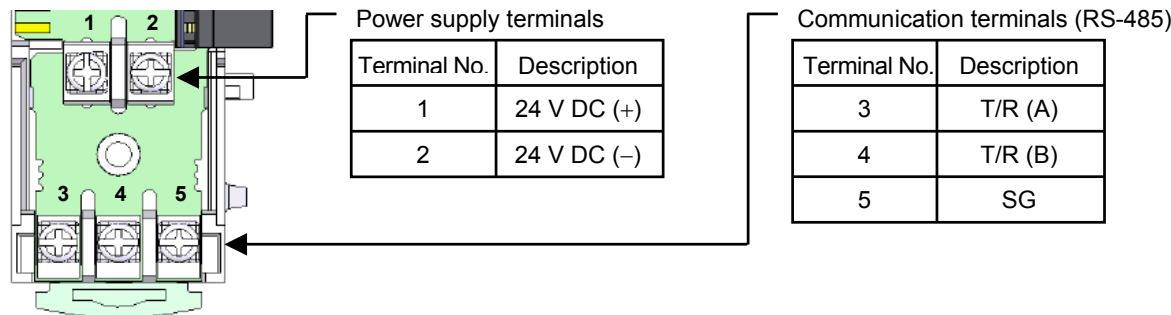 1 2
3 4 5
Power supply terminals
Terminal No. Description
1 24 V DC (+)
2 24 V DC (−)
Communication terminals (RS-485)
Terminal No. Description
3 T/R (A)
4 T/R (B)
5 SG